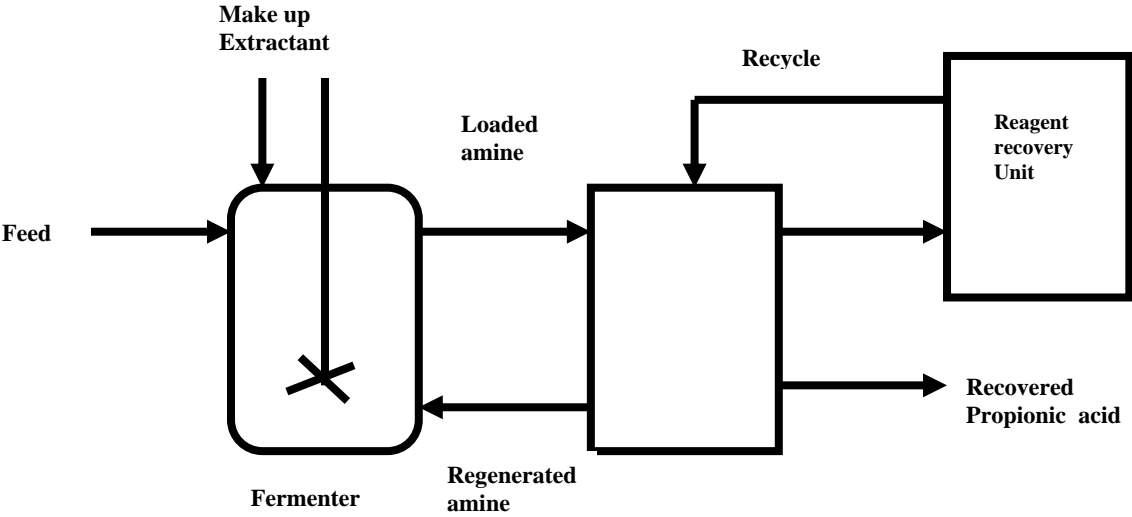 Make up
Extractant
Recycle
Loaded
amine
Reagent
recovery
Unit
Feed
Recovered
Propionic acid
Regenerated
amine
Fermenter